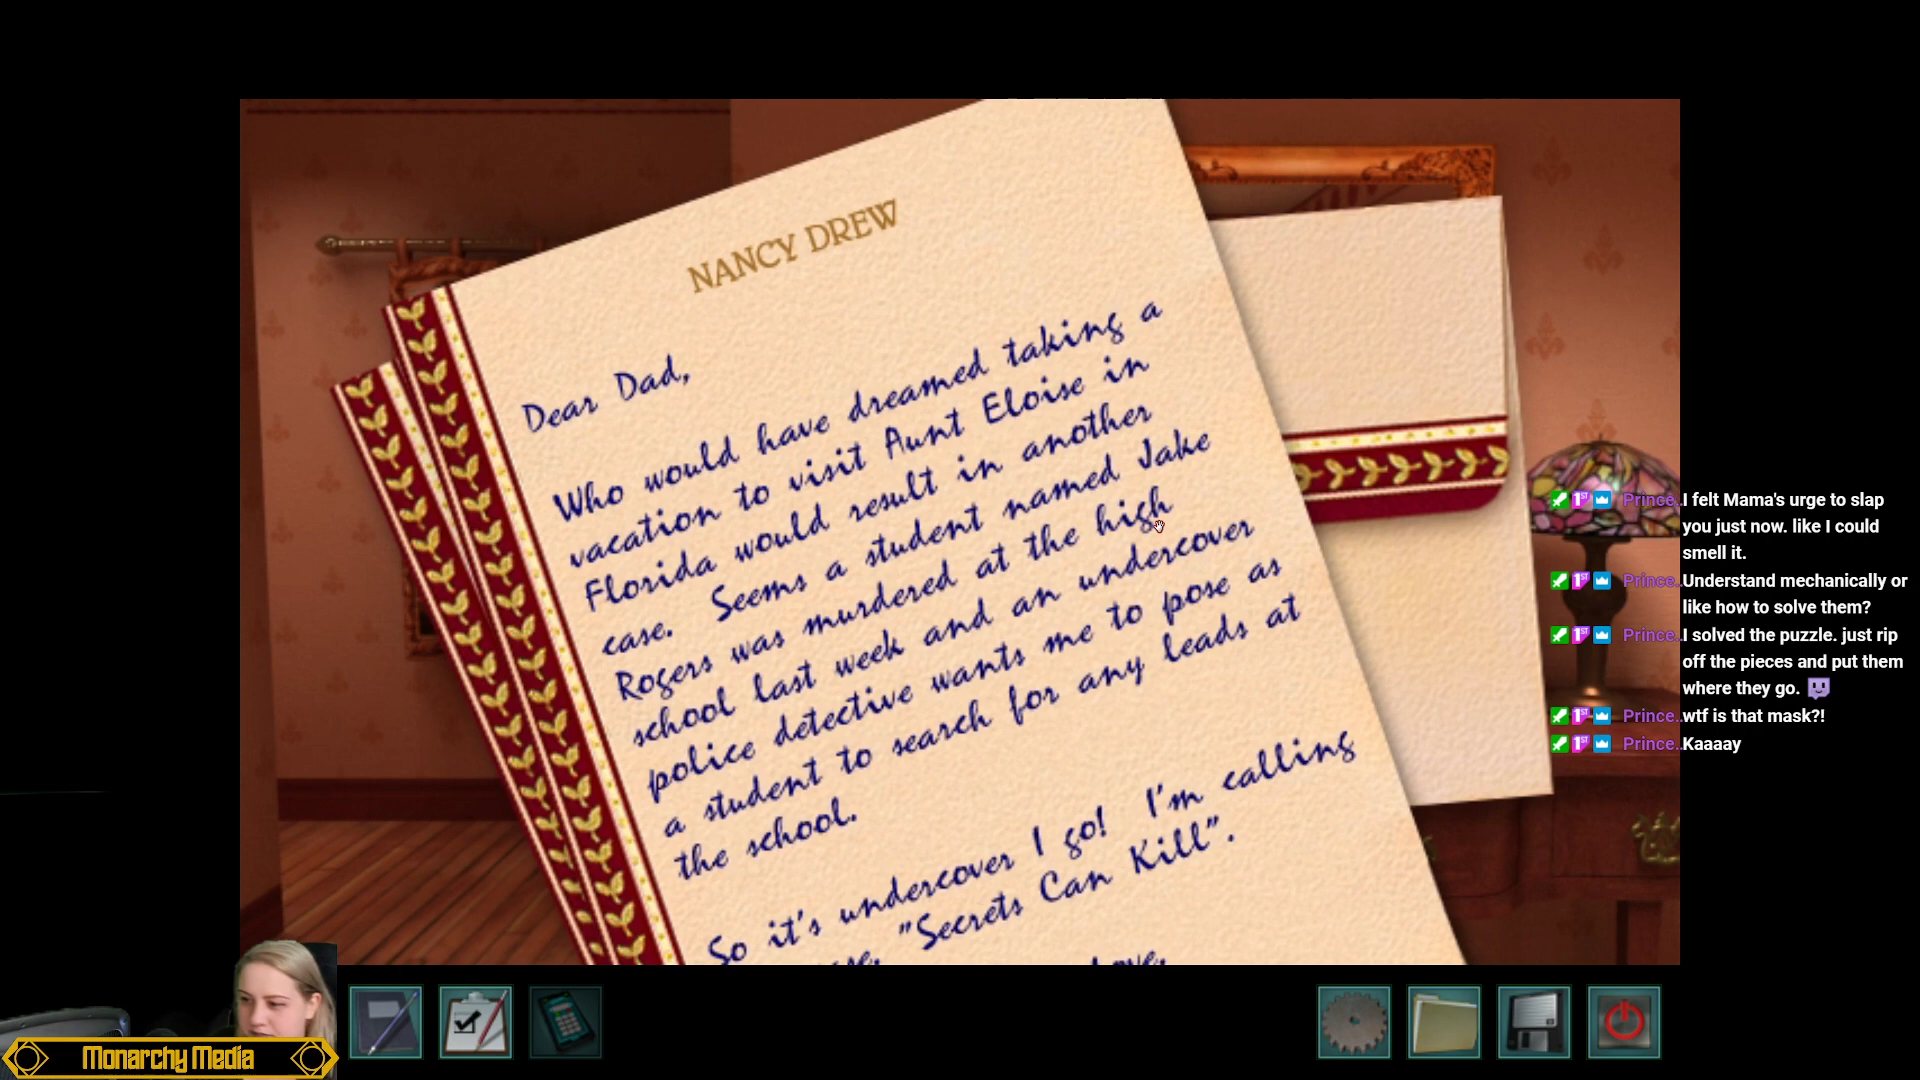 NANCY DREW
Dear Dad,
Who would have dreamed taking a
vacation to visit Aunt Eloise in
Florida would result in another
case. Seems a student named Jake
Rogers was murdered at the high
school last week and an undercover
police detective wants me to pose as
a student to search for any leads at
the school.
So it's undercover I go! I'm calling
"Secrets Can Kill".
Prince.. I felt Mama's urge to slap
you just now. like I could
smell it.
Prince.. Understand mechanically or
like how to solve them?
Prince.. I solved the puzzle. just rip
off the pieces and put them
where they go.
Prince.. wtf is that mask?!
Prince.. Kaaaay
Monarchy Media